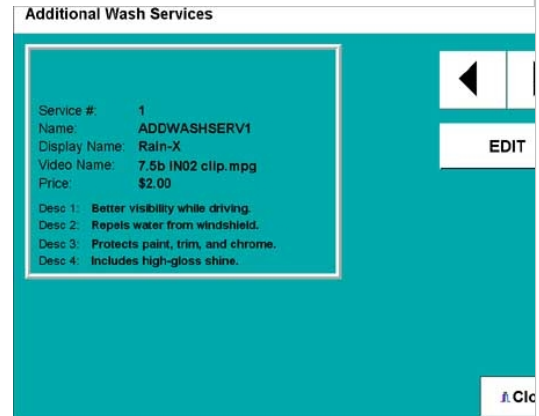 Additional Wash Services
Service #: 1
Name: ADDWASHSERV1
Display Name: Rain-X
Video Name: 7.5b IN02 clip.mpg
Price: $2.00
Desc 1: Better visibility while driving.
Desc 2: Repels water from windshield.
Desc 3: Protects paint, trim, and chrome.
Desc 4: Includes high-gloss shine.
EDIT
Clo